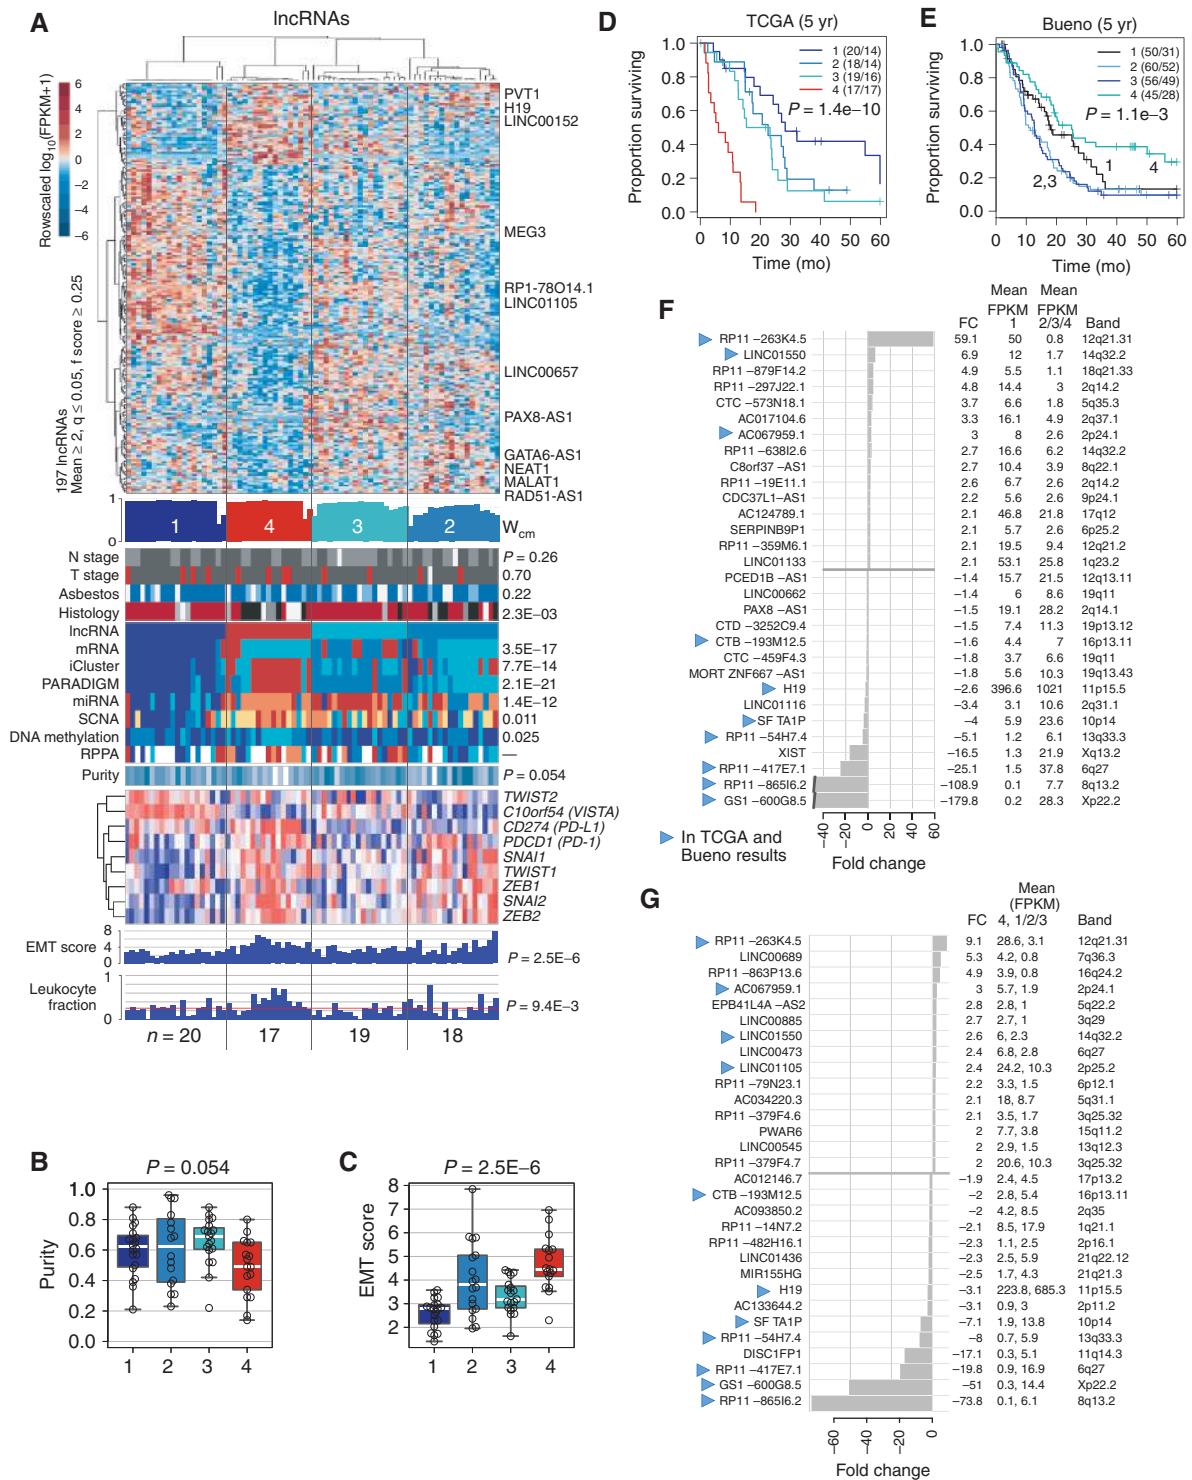 A
lncRNAs
Rowscaled log10(FPKM+1)
6
4
2
0
−2
−4
−6
197 lncRNAs
Mean ≥ 2, q ≤ 0.05, f score ≥ 0.25
PVT1
H19
LINC00152
MEG3
RP1-78O14.1
LINC01105
LINC00657
PAX8-AS1
GATA6-AS1
NEAT1
MALAT1
RAD51-AS1
1
0
1 4 3 2
Wcm
N stage P = 0.26
T stage 0.70
Asbestos 0.22
Histology 2.3E−03
lncRNA
mRNA 3.5E−17
iCluster 7.7E−14
PARADIGM 2.1E−21
miRNA 1.4E−12
SCNA 0.011
DNA methylation 0.025
RPPA —
Purity P = 0.054
TWIST2
C10orf54 (VISTA)
CD274 (PD-L1)
PDCD1 (PD-1)
SNAI1
TWIST1
ZEB1
SNAI2
ZEB2
EMT score 8 4 0 P = 2.5E−6
Leukocyte fraction 1 0 P = 9.4E−3
n = 20 17 19 18
B
P = 0.054
Purity
1.0
0.8
0.6
0.4
0.2
0.0
1 2 3 4
C
P = 2.5E−6
EMT score
8
7
6
5
4
3
2
1 2 3 4
D
TCGA (5 yr)
Proportion surviving
1.0
0.8
0.6
0.4
0.2
0.0
1 (20/14)
2 (18/14)
3 (19/16)
4 (17/17)
P = 1.4e−10
0 10 20 30 40 50 60
Time (mo)
E
Bueno (5 yr)
Proportion surviving
1.0
0.8
0.6
0.4
0.2
0.0
1 (50/31)
2 (60/52)
3 (56/49)
4 (45/28)
P = 1.1e−3
2,3
1
4
0 10 20 30 40 50 60
Time (mo)
F
FC Mean FPKM 1 Mean FPKM 2/3/4 Band
RP11 −263K4.5 59.1 50 0.8 12q21.31
LINC01550 6.9 12 1.7 14q32.2
RP11 −879F14.2 4.9 5.5 1.1 18q21.33
RP11 −297J22.1 4.8 14.4 3 2q14.2
CTC −573N18.1 3.7 6.6 1.8 5q35.3
AC017104.6 3.3 16.1 4.9 2q37.1
AC067959.1 3 8 2.6 2p24.1
RP11 −638I2.6 2.7 16.6 6.2 14q32.2
C8orf37 −AS1 2.7 10.4 3.9 8q22.1
RP11 −19E11.1 2.6 6.7 2.6 2q14.2
CDC37L1−AS1 2.2 5.6 2.6 9p24.1
AC124789.1 2.1 46.8 21.8 17q12
SERPINB9P1 2.1 5.7 2.6 6p25.2
RP11 −359M6.1 2.1 19.5 9.4 12q21.2
LINC01133 2.1 53.1 25.8 1q23.2
PCED1B −AS1 −1.4 15.7 21.5 12q13.11
LINC00662 −1.4 6 8.6 19q11
PAX8 −AS1 −1.5 19.1 28.2 2q14.1
CTD −3252C9.4 −1.5 7.4 11.3 19p13.12
CTB −193M12.5 −1.6 4.4 7 16p13.11
CTC −459F4.3 −1.8 3.7 6.6 19q11
MORT ZNF667 −AS1 −1.8 5.6 10.3 19q13.43
H19 −2.6 396.6 1021 11p15.5
LINC01116 −3.4 3.1 10.6 2q31.1
SF TA1P −4 5.9 23.6 10p14
RP11 −54H7.4 −5.1 1.2 6.1 13q33.3
XIST −16.5 1.3 21.9 Xq13.2
RP11 −417E7.1 −25.1 1.5 37.8 6q27
RP11 −865I6.2 −108.9 0.1 7.7 8q13.2
GS1 −600G8.5 −179.8 0.2 28.3 Xp22.2
−40 −20 0 20 40 60
Fold change
In TCGA and
Bueno results
G
FC Mean (FPKM) 4, 1/2/3 Band
RP11 −263K4.5 9.1 28.6, 3.1 12q21.31
LINC00689 5.3 4.2, 0.8 7q36.3
RP11 −863P13.6 4.9 3.9, 0.8 16q24.2
AC067959.1 3 5.7, 1.9 2p24.1
EPB41L4A −AS2 2.8 2.8, 1 5q22.2
LINC00885 2.7 2.7, 1 3q29
LINC01550 2.6 6, 2.3 14q32.2
LINC00473 2.4 6.8, 2.8 6q27
LINC01105 2.4 24.2, 10.3 2p25.2
RP11 −79N23.1 2.2 3.3, 1.5 6p12.1
AC034220.3 2.1 18, 8.7 5q31.1
RP11 −379F4.6 2.1 3.5, 1.7 3q25.32
PWAR6 2 7.7, 3.8 15q11.2
LINC00545 2 2.9, 1.5 13q12.3
RP11 −379F4.7 2 20.6, 10.3 3q25.32
AC012146.7 −1.9 2.4, 4.5 17p13.2
CTB −193M12.5 −2 2.8, 5.4 16p13.11
AC093850.2 −2 4.2, 8.5 2q35
RP11 −14N7.2 −2.1 8.5, 17.9 1q21.1
RP11 −482H16.1 −2.3 1.1, 2.5 2p16.1
LINC01436 −2.3 2.5, 5.9 21q22.12
MIR155HG −2.5 1.7, 4.3 21q21.3
H19 −3.1 223.8, 685.3 11p15.5
AC133644.2 −3.1 0.9, 3 2p11.2
SF TA1P −7.1 1.9, 13.8 10p14
RP11 −54H7.4 −8 0.7, 5.9 13q33.3
DISC1FP1 −17.1 0.3, 5.1 11q14.3
RP11 −417E7.1 −19.8 0.9, 16.9 6q27
GS1 −600G8.5 −51 0.3, 14.4 Xp22.2
RP11 −865I6.2 −73.8 0.1, 6.1 8q13.2
−60 −40 −20 0
Fold change